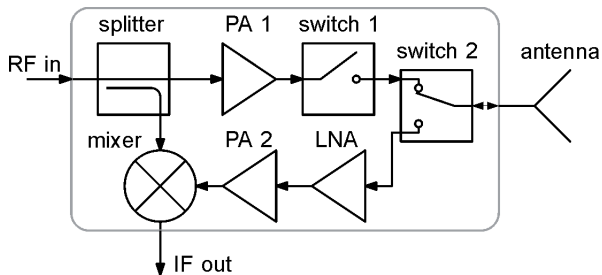 splitter
PA 1
switch 1
switch 2
antenna
RF in
mixer
PA 2
LNA
IF out